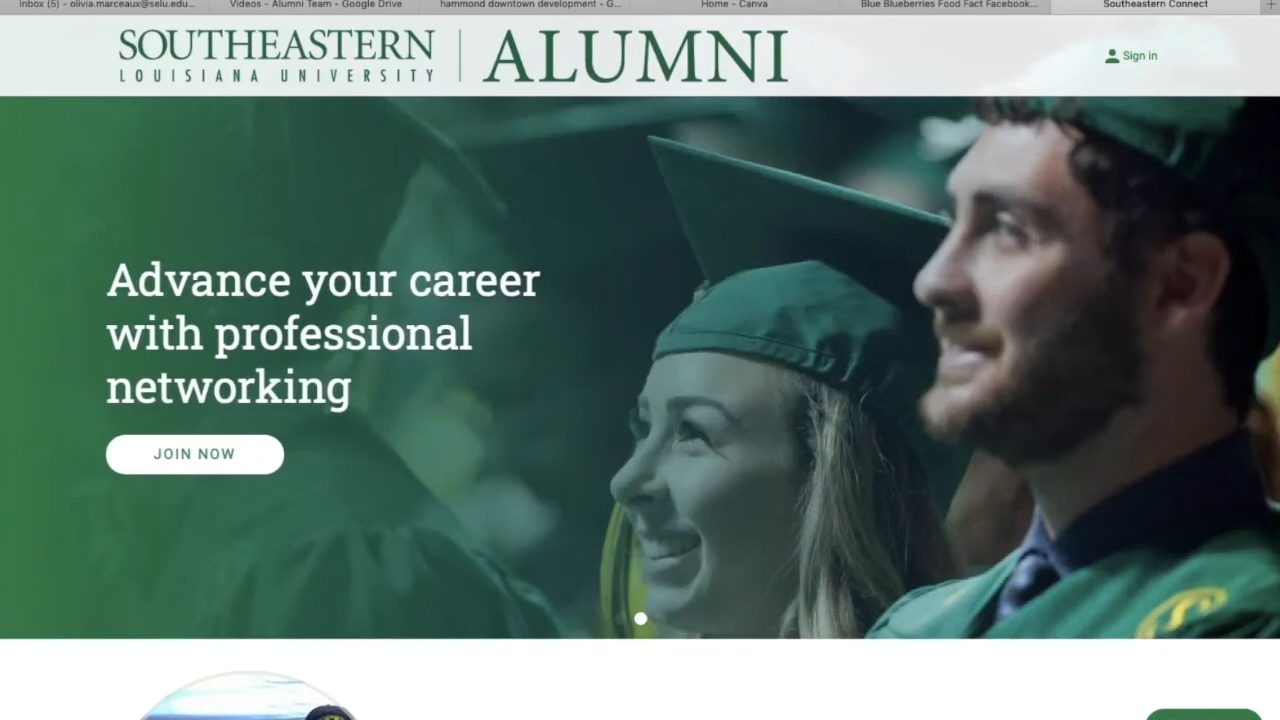 Inbox (5) - olivia.marceaux@selu.edu...
Videos - Alumni Team - Google Drive
hammond downtown development - G...
Home - Canva
Blue Blueberries Food Fact Facebook...
Southeastern Connect
SOUTHEASTERN
LOUISIANA UNIVERSITY
ALUMNI
Sign in
Advance your career
with professional
networking
JOIN NOW